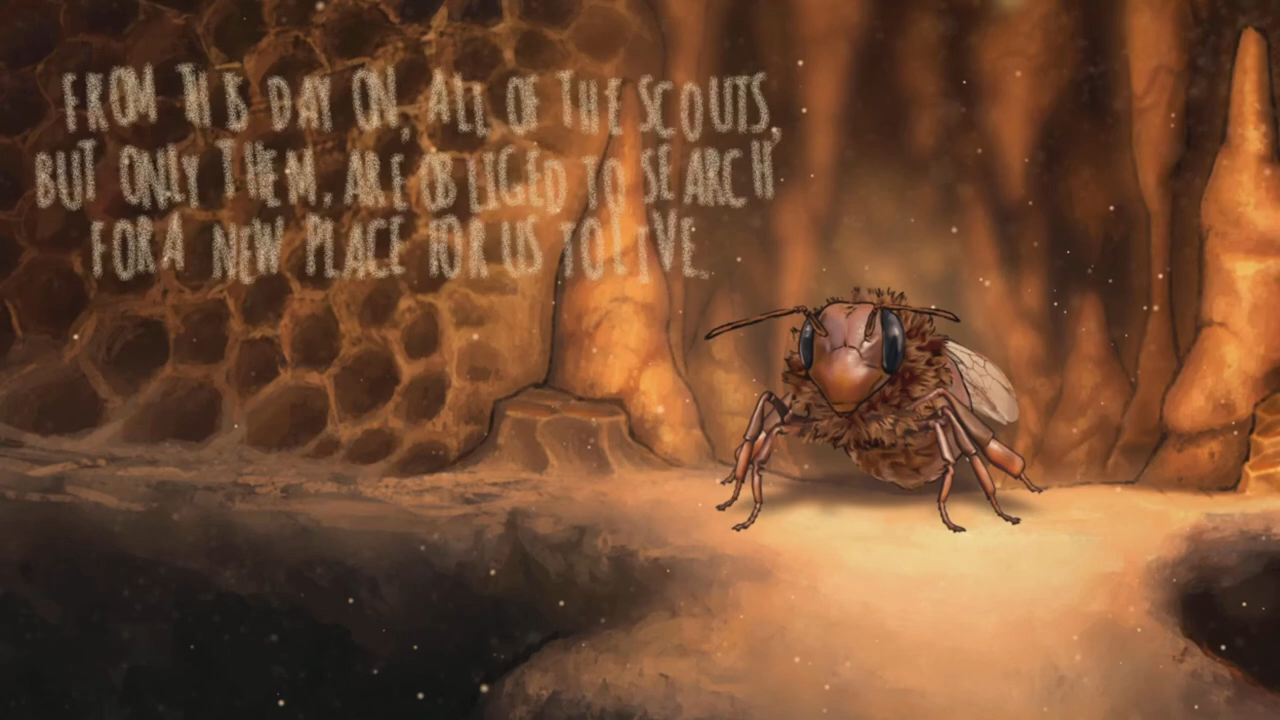 FROM THIS DAY ON, ALL OF THE SCOUTS,
BUT ONLY THEM, ARE OBLIGED TO SEARCH
FOR A NEW PLACE FOR US TO LIVE.